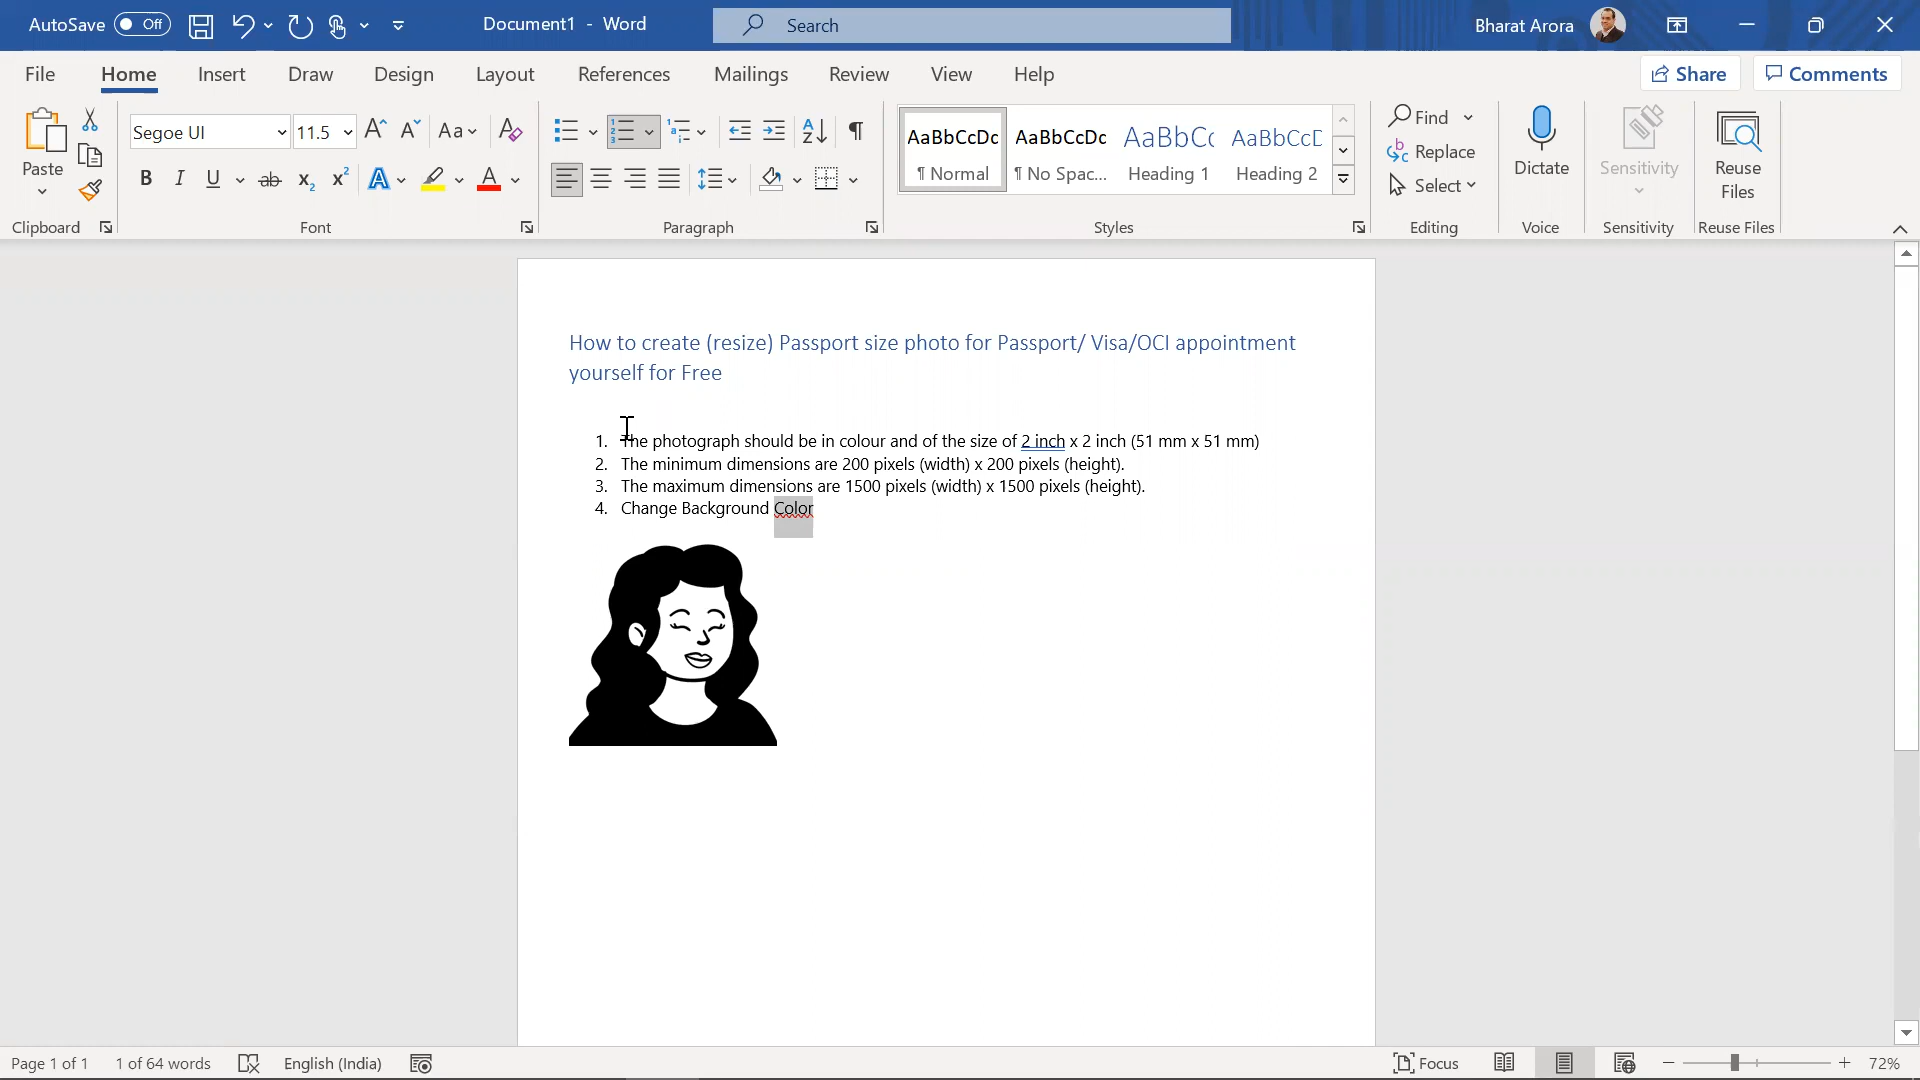 AutoSave Off Document1 - Word Search Bharat Arora
File Home Insert Draw Design Layout References Mailings Review View Help Share Comments
Paste
Clipboard
Segoe UI 11.5
Font
Paragraph
AaBbCcDc AaBbCcDc AaBbCc AaBbCcD
¶ Normal ¶ No Spac... Heading 1 Heading 2
Styles
Find
Replace
Select
Editing
Dictate
Voice
Sensitivity
Sensitivity
Reuse
Files
Reuse Files
How to create (resize) Passport size photo for Passport/ Visa/OCI appointment
yourself for Free
1. The photograph should be in colour and of the size of 2 inch x 2 inch (51 mm x 51 mm)
2. The minimum dimensions are 200 pixels (width) x 200 pixels (height).
3. The maximum dimensions are 1500 pixels (width) x 1500 pixels (height).
4. Change Background Color
Page 1 of 1 1 of 64 words English (India) Focus 72%